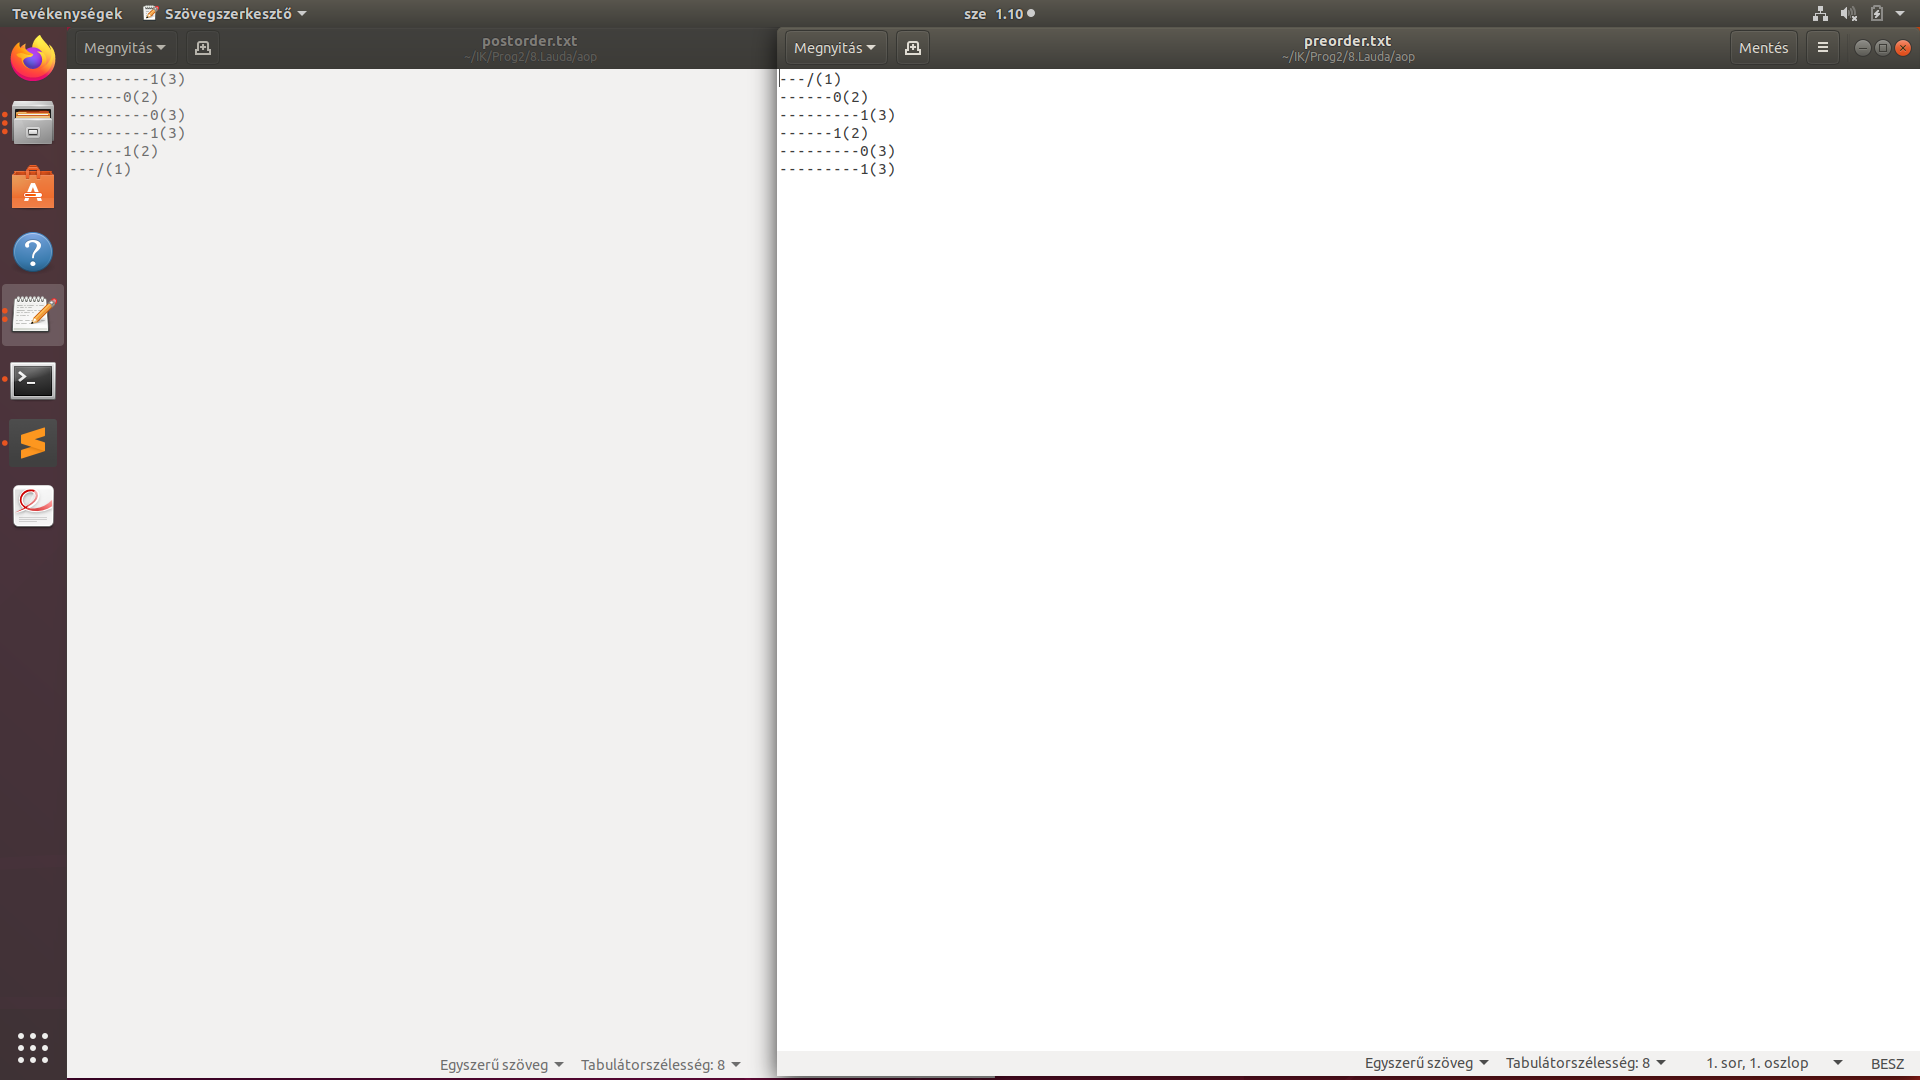 Tevékenységek Szövegszerkesztő sze 1.10
Megnyitás postorder.txt
~/IK/Prog2/8.Lauda/aop
---------1(3)
------0(2)
---------0(3)
---------1(3)
------1(2)
---/(1)
Egyszerű szöveg Tabulátorszélesség: 8
Megnyitás preorder.txt Mentés
~/IK/Prog2/8.Lauda/aop
---/(1)
------0(2)
---------1(3)
------1(2)
---------0(3)
---------1(3)
Egyszerű szöveg Tabulátorszélesség: 8 1. sor, 1. oszlop BESZ